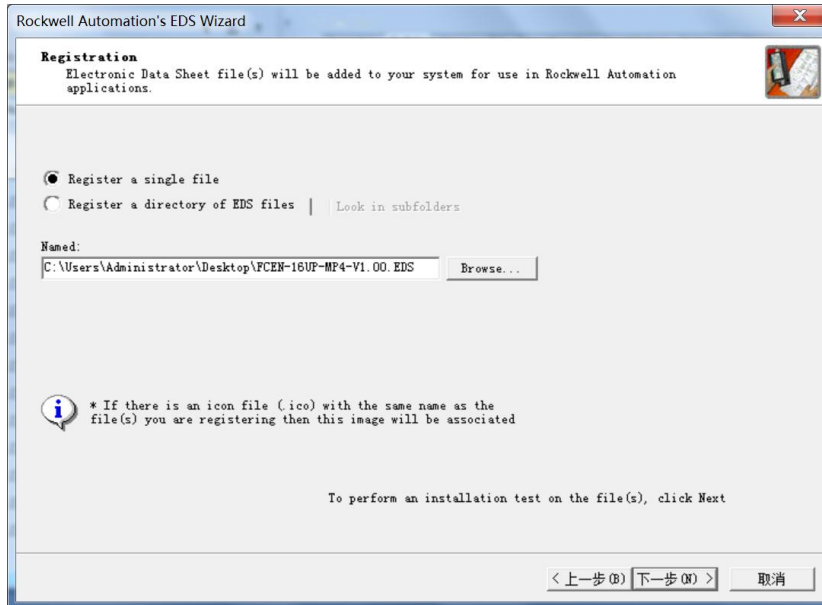 Rockwell Automation's EDS Wizard
Registration
Electronic Data Sheet file(s) will be added to your system for use in Rockwell Automation
applications.
Register a single file
Register a directory of EDS files
Look in subfolders
Named:
C:\Users\Administrator\Desktop\FCEN-16UP-MP4-V1.00.EDS
Browse...
* If there is an icon file (.ico) with the same name as the
file(s) you are registering then this image will be associated
To perform an installation test on the file(s), click Next
< 上一步(B)
下一步(N) >
取消